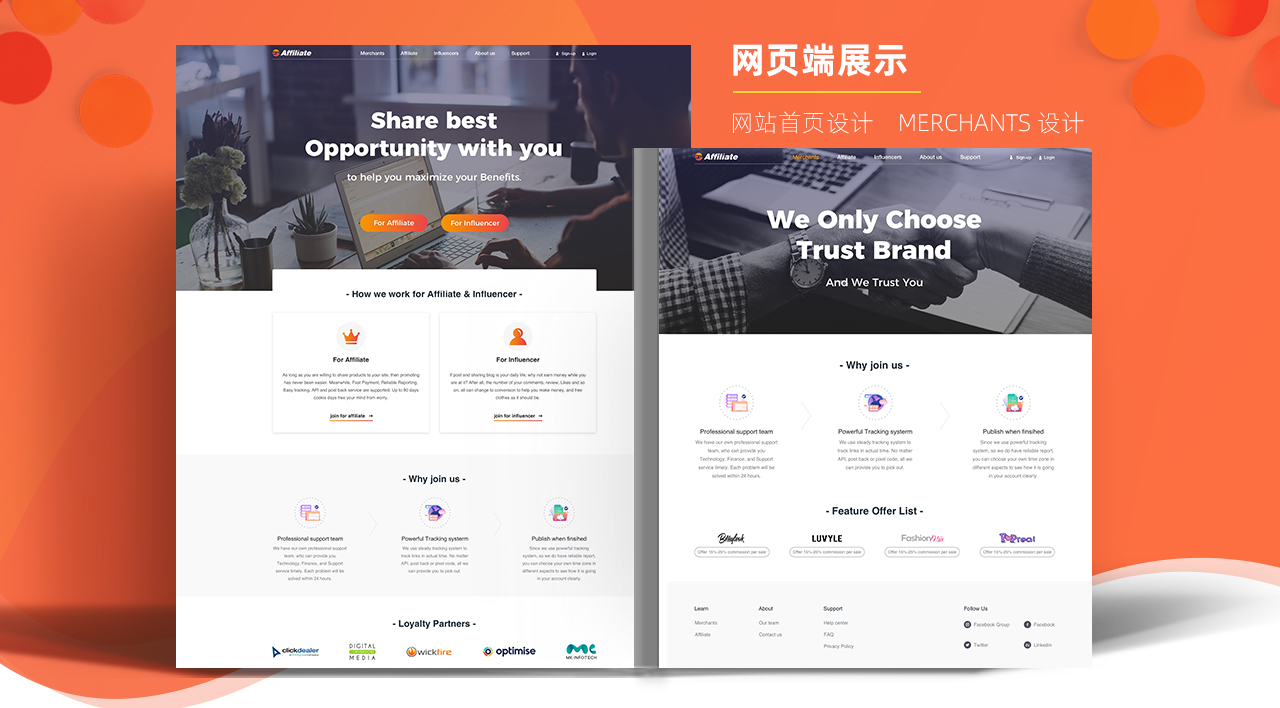 网页端展示
网站首页设计 MERCHANTS 设计
Affiliate
Merchants Affiliate Influencers About us Support Sign-up Login
Share best
Opportunity with you
to help you maximize your Benefits.
For Affiliate For Influencer
- How we work for Affiliate & Influencer -
For Affiliate
As long as you are willing to share products to your site, then promoting
has never been easier. Meanwhile, Fast Payment, Reliable Reporting,
Easy tracking, API and post back service are supported. Up to 80 days
cookie days free your mind from worry.
join for affiliate →
For Influencer
If post and sharing blog is your daily life, why not earn money while you
are at it? After all, the number of your comments, review, Likes and so
on, all can change to conversion to help you make money, and free
clothes as it should be.
join for influencer →
- Why join us -
Professional support team
We have our own professional support
team, who can provide you
Technology, Finance, and Support
service timely. Each problem will be
solved within 24 hours.
Powerful Tracking systerm
We use steady tracking system to
track links in actual time. No matter
API, post back or pixel code, all we
can provide you to pick out
Publish when finsihed
Since we use powerful tracking
system, so we do have reliable report,
you can choose your own time zone in
different aspects to see how it is going
in your account clearly.
- Loyalty Partners -
clickdealer
DIGITAL
MEDIA
wickfire
optimise
MK-INFOTECH
Affiliate
Merchants Affiliate Influencers About us Support Sign-up Login
We Only Choose
Trust Brand
And We Trust You
- Why join us -
Professional support team
We have our own professional support
team, who can provide you
Technology, Finance, and Support
service timely. Each problem will be
solved within 24 hours.
Powerful Tracking systerm
We use steady tracking system to
track links in actual time. No matter
API, post back or pixel code, all we
can provide you to pick out.
Publish when finsihed
Since we use powerful tracking
system, so we do have reliable report,
you can choose your own time zone in
different aspects to see how it is going
in your account clearly.
- Feature Offer List -
LUVYLE
Offer 15%-25% commission per sale
Offer 15%-25% commission per sale
Offer 15%-25% commission per sale
Offer 15%-25% commission per sale
Learn
Merchants
Affiliate
About
Our team
Contact us
Support
Help center
FAQ
Privacy Policy
Follow Us
Facebook Group Facebook
Twitter Linkedin